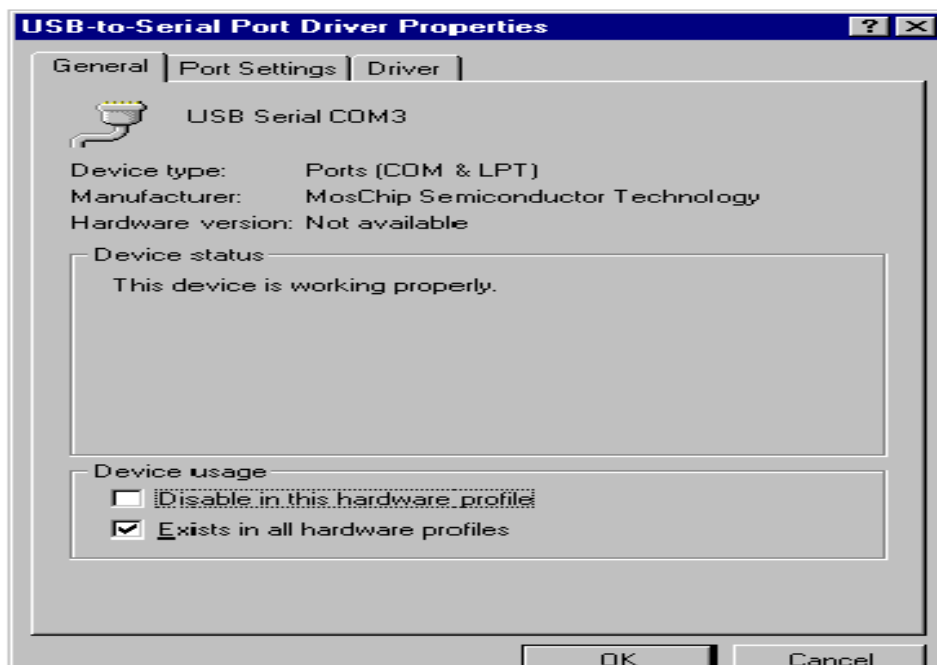 USB-to-Serial Port Driver Properties
General Port Settings Driver
USB Serial COM3
Device type: Ports (COM & LPT)
Manufacturer: MosChip Semiconductor Technology
Hardware version: Not available
Device status
This device is working properly.
Device usage
Disable in this hardware profile
Exists in all hardware profiles
OK Cancel